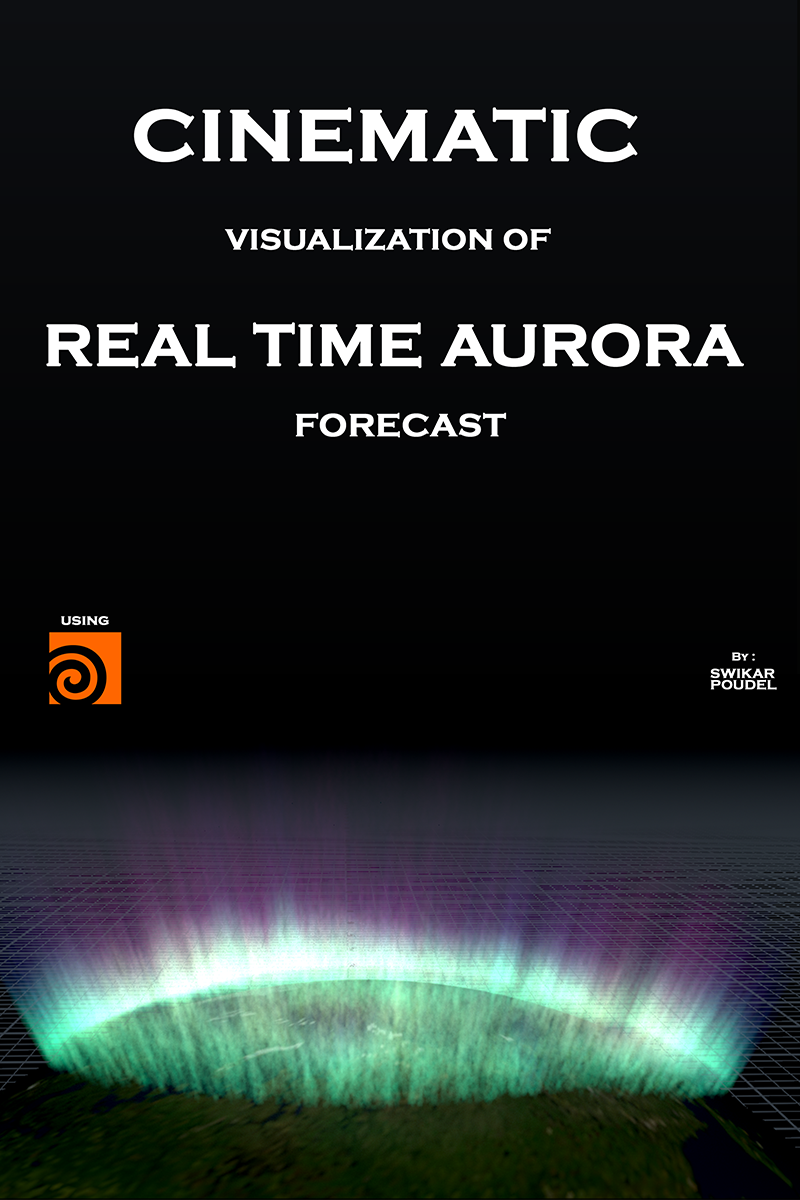 CINEMATIC
VISUALIZATION OF
REAL TIME AURORA
FORECAST
USING
BY :
SWIKAR
POUDEL